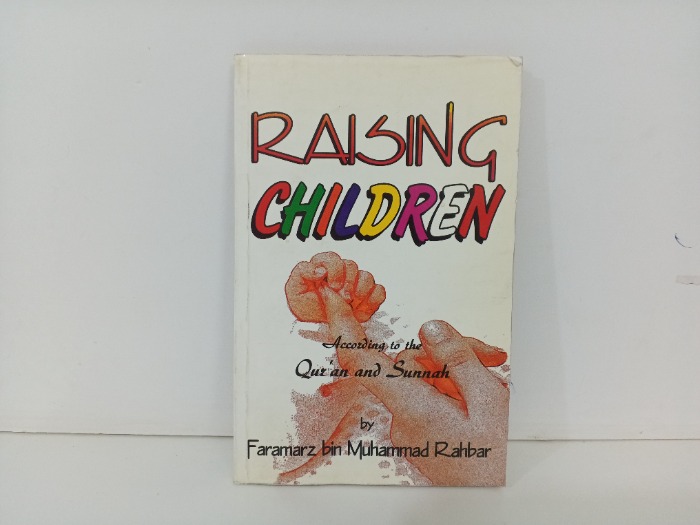 RAISING
CHILDREN
According to the
Qur'an and Sunnah
by
Faramarz bin Muhammad Rahbar